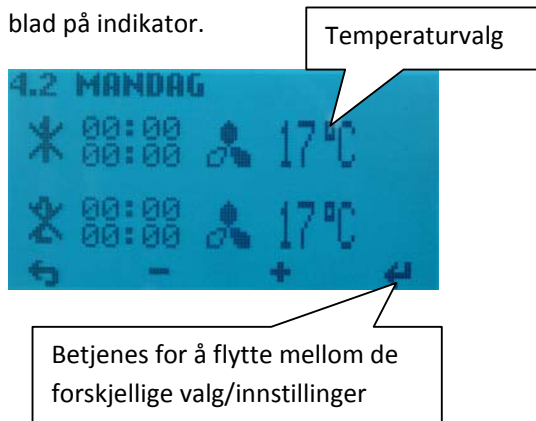 blad på indikator.
Temperaturvalg
4.2 MANDAG
00:00
00:00
17°C
00:00
00:00
17°C
Betjenes for å flytte mellom de
forskjellige valg/innstillinger